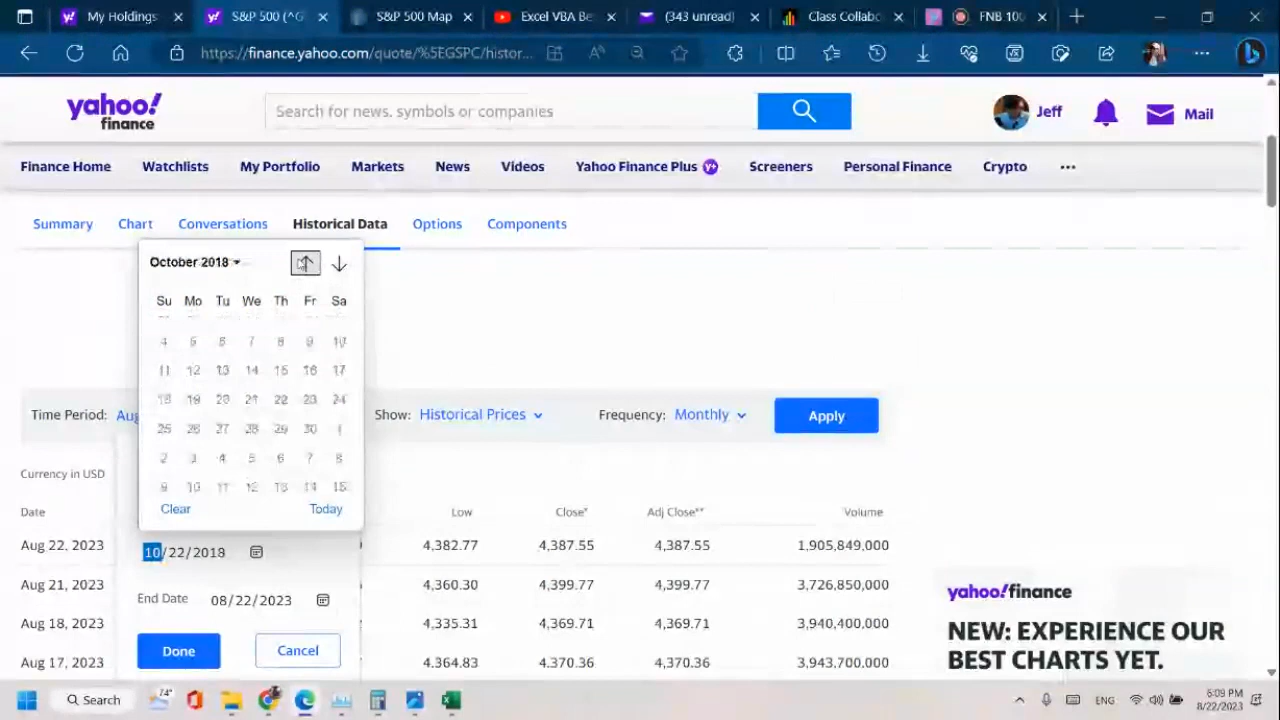 My Holdings
S&P 500 (^G
S&P 500 Map
Excel VBA Be
(343 unread)
Class Collabo
FNB 100
https://finance.yahoo.com/quote/%5EGSPC/histor...
yahoo!
finance
Search for news, symbols or companies
Jeff
Mail
Finance Home
Watchlists
My Portfolio
Markets
News
Videos
Yahoo Finance Plus
Screeners
Personal Finance
Crypto
Summary
Chart
Conversations
Historical Data
Options
Components
October 2018
Su Mo Tu We Th Fr Sa
4 5 6 7 8 9 10
11 12 13 14 15 16 17
18 19 20 21 22 23 24
25 26 27 28 29 30 1
2 3 4 5 6 7 8
9 10 11 12 13 14 15
Clear
Today
Time Period: Aug
Show: Historical Prices
Frequency: Monthly
Apply
Currency in USD
Date Low Close* Adj Close** Volume
10/22/2018
Aug 22, 2023 4,382.77 4,387.55 4,387.55 1,905,849,000
Aug 21, 2023 4,360.30 4,399.77 4,399.77 3,726,850,000
End Date 08/22/2023
Aug 18, 2023 4,335.31 4,369.71 4,369.71 3,940,400,000
Aug 17, 2023 4,364.83 4,370.36 4,370.36 3,943,700,000
Done
Cancel
yahoo!finance
NEW: EXPERIENCE OUR
BEST CHARTS YET.
74°
Search
ENG
6:09 PM
8/22/2023